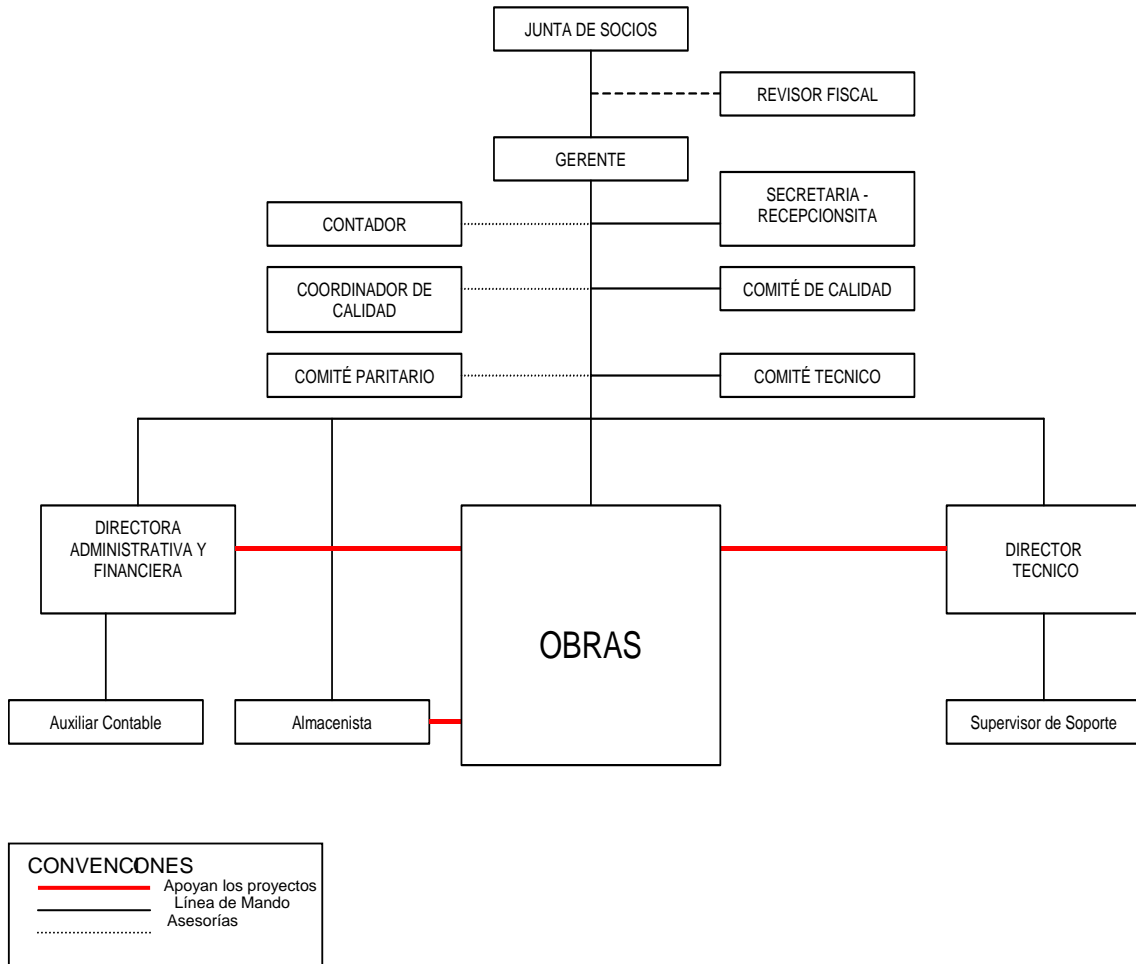 JUNTA DE SOCIOS
REVISOR FISCAL
GERENTE
SECRETARIA -
RECEPCIONSITA
CONTADOR
COORDINADOR DE
CALIDAD
COMITÉ DE CALIDAD
COMITÉ PARITARIO
COMITÉ TECNICO
DIRECTORA
ADMINISTRATIVA Y
FINANCIERA
OBRAS
DIRECTOR
TECNICO
Auxiliar Contable
Almacenista
Supervisor de Soporte
CONVENCIONES
Apoyan los proyectos
Línea de Mando
Asesorías